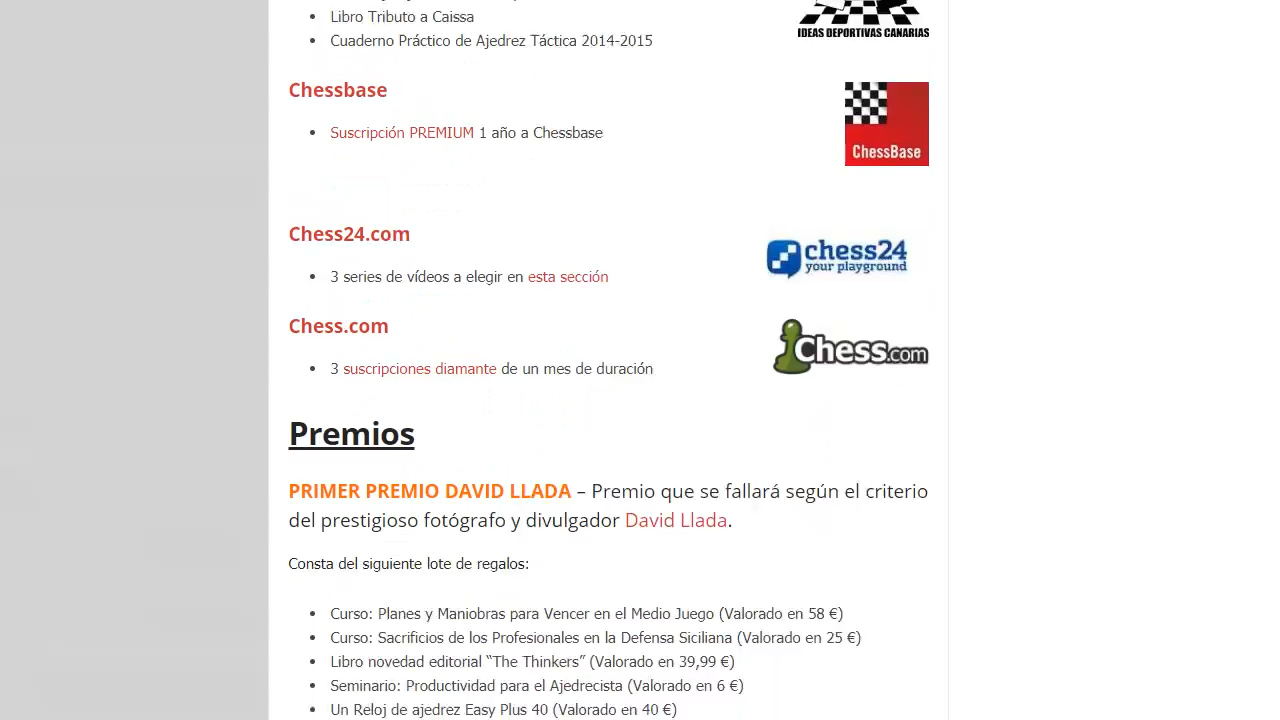 Libro Tributo a Caissa
Cuaderno Práctico de Ajedrez Táctica 2014-2015
IDEAS DEPORTIVAS CANARIAS
Chessbase
Suscripción PREMIUM 1 año a Chessbase
ChessBase
Chess24.com
3 series de vídeos a elegir en esta sección
chess24
your playground
Chess.com
3 suscripciones diamante de un mes de duración
Chess.com
Premios
PRIMER PREMIO DAVID LLADA – Premio que se fallará según el criterio
del prestigioso fotógrafo y divulgador David Llada.
Consta del siguiente lote de regalos:
Curso: Planes y Maniobras para Vencer en el Medio Juego (Valorado en 58 €)
Curso: Sacrificios de los Profesionales en la Defensa Siciliana (Valorado en 25 €)
Libro novedad editorial “The Thinkers” (Valorado en 39,99 €)
Seminario: Productividad para el Ajedrecista (Valorado en 6 €)
Un Reloj de ajedrez Easy Plus 40 (Valorado en 40 €)